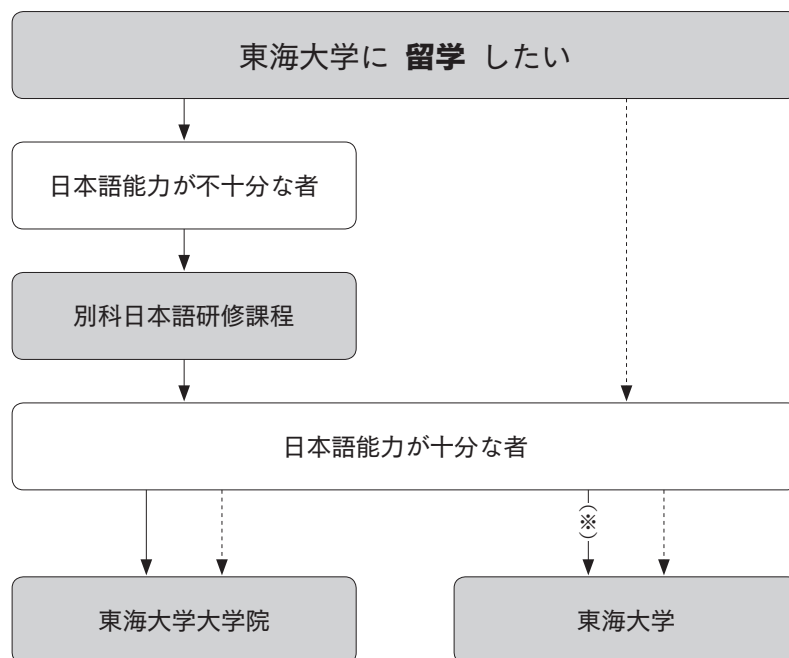 東海大学に 留学 したい
日本語能力が不十分な者
別科日本語研修課程
日本語能力が十分な者
(※)
東海大学大学院
東海大学